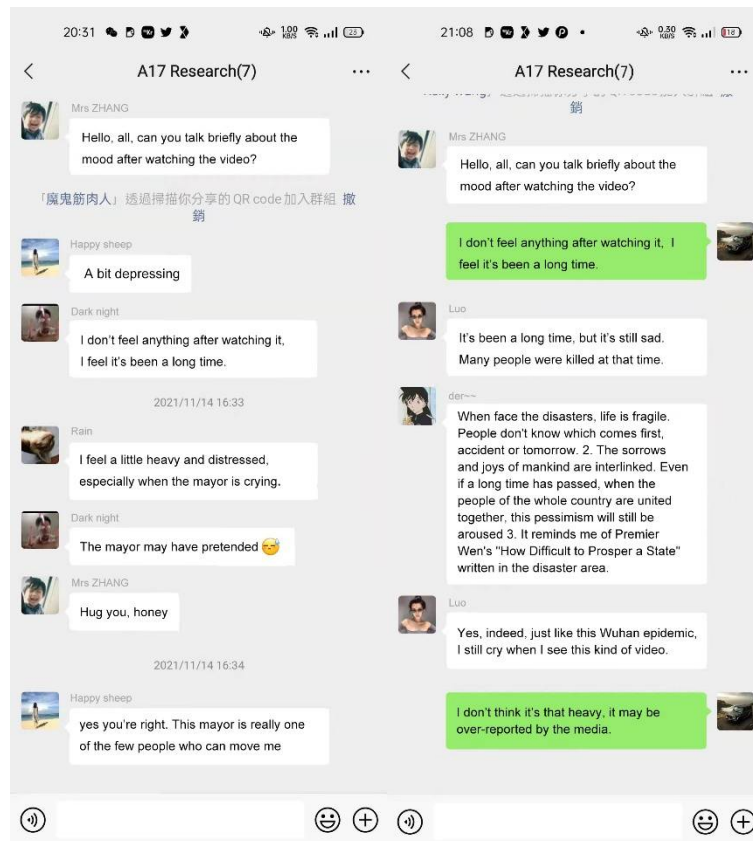 20:31
1.00
KB/S
23
A17 Research(7)
Mrs ZHANG
Hello, all, can you talk briefly about the
mood after watching the video?
「魔鬼筋肉人」透過掃描你分享的 QR code 加入群組 撤
銷
Happy sheep
A bit depressing
Dark night
I don't feel anything after watching it,
I feel it's been a long time.
2021/11/14 16:33
Rain
I feel a little heavy and distressed,
especially when the mayor is crying.
Dark night
The mayor may have pretended 😅
Mrs ZHANG
Hug you, honey
2021/11/14 16:34
Happy sheep
yes you're right. This mayor is really one
of the few people who can move me
21:08
0.30
KB/S
18
A17 Research(7)
銷
Mrs ZHANG
Hello, all, can you talk briefly about the
mood after watching the video?
I don't feel anything after watching it, I
feel it's been a long time.
Luo
It's been a long time, but it's still sad.
Many people were killed at that time.
der~~
When face the disasters, life is fragile.
People don't know which comes first,
accident or tomorrow. 2. The sorrows
and joys of mankind are interlinked. Even
if a long time has passed, when the
people of the whole country are united
together, this pessimism will still be
aroused 3. It reminds me of Premier
Wen's "How Difficult to Prosper a State"
written in the disaster area.
Luo
Yes, indeed, just like this Wuhan epidemic,
I still cry when I see this kind of video.
I don't think it's that heavy, it may be
over-reported by the media.